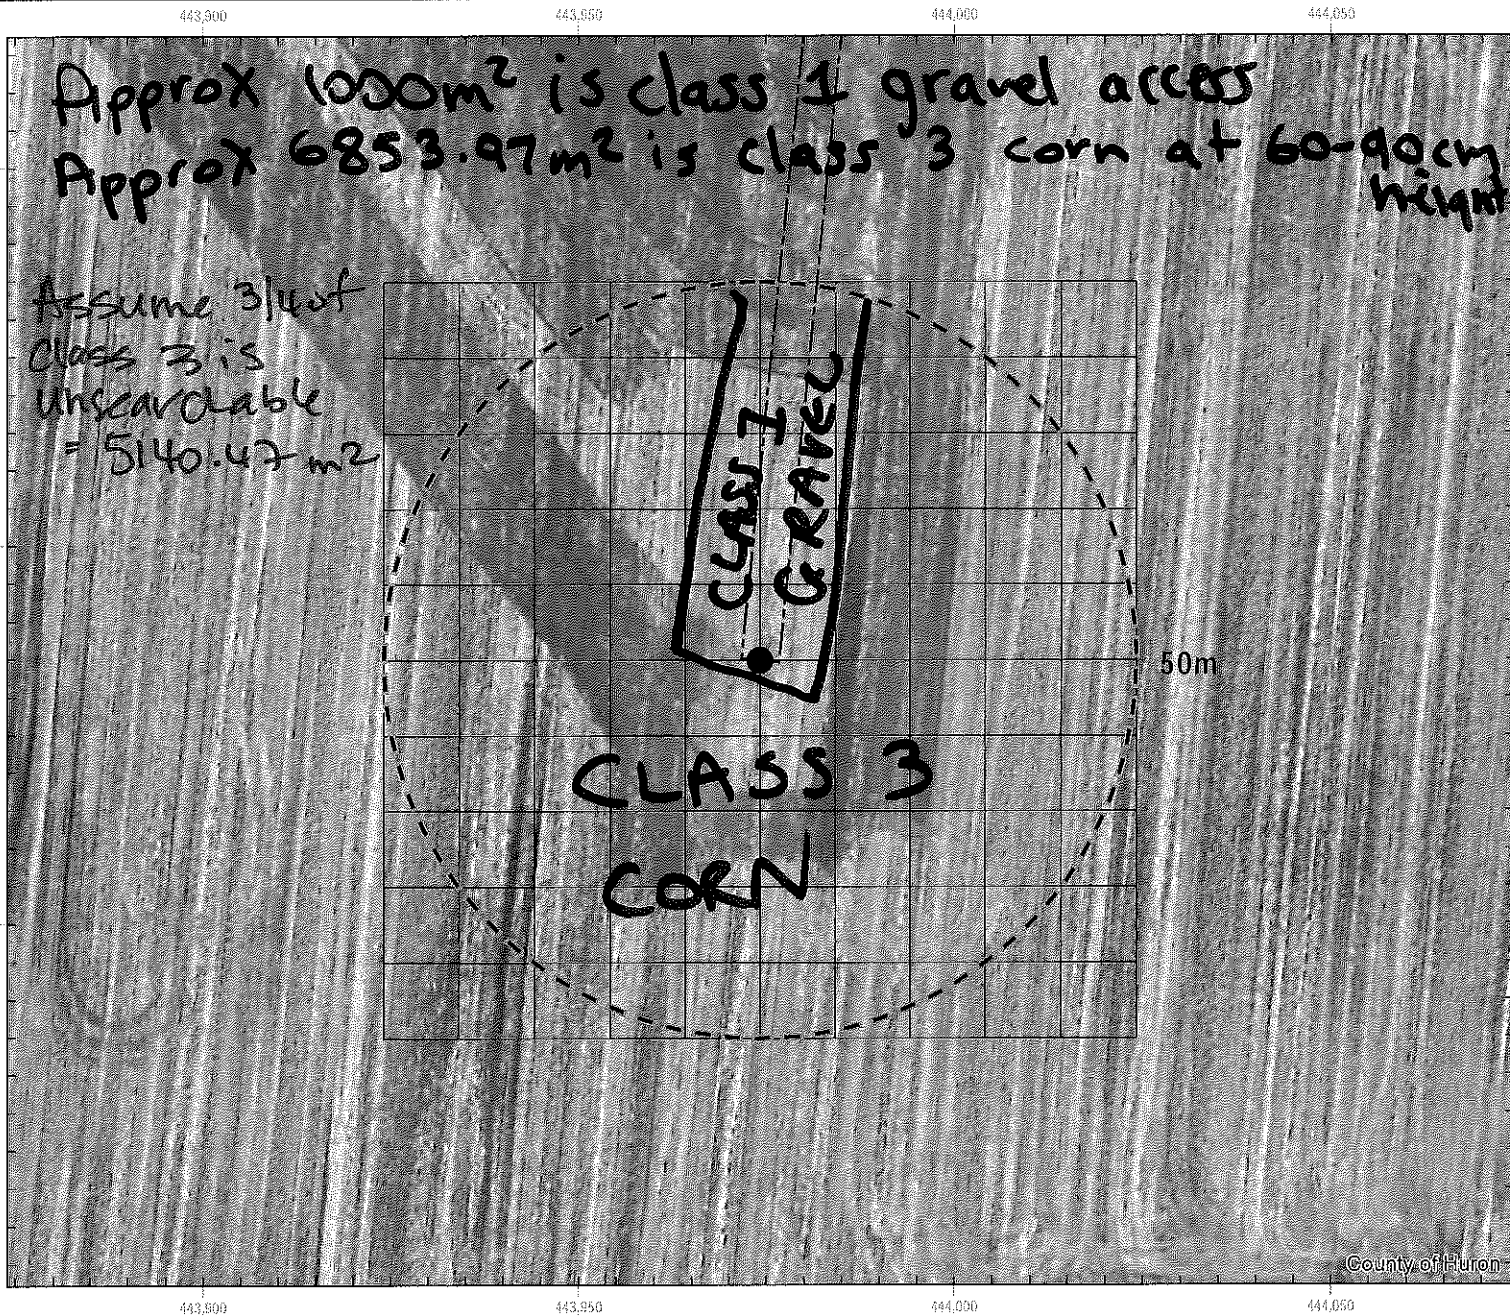 443,900 443,950 444,000 444,050
Approx 1000m² is class 1 gravel access
Approx 6853.97m² is class 3 corn at 60-90cm
height
Assume 3/4 of
Class 3 is
Unsearchable
= 5140.47 m2
CLASS 1
GRAVEL
50m
CLASS 3
CORN
County of Huron
443,900 443,950 444,000 444,050